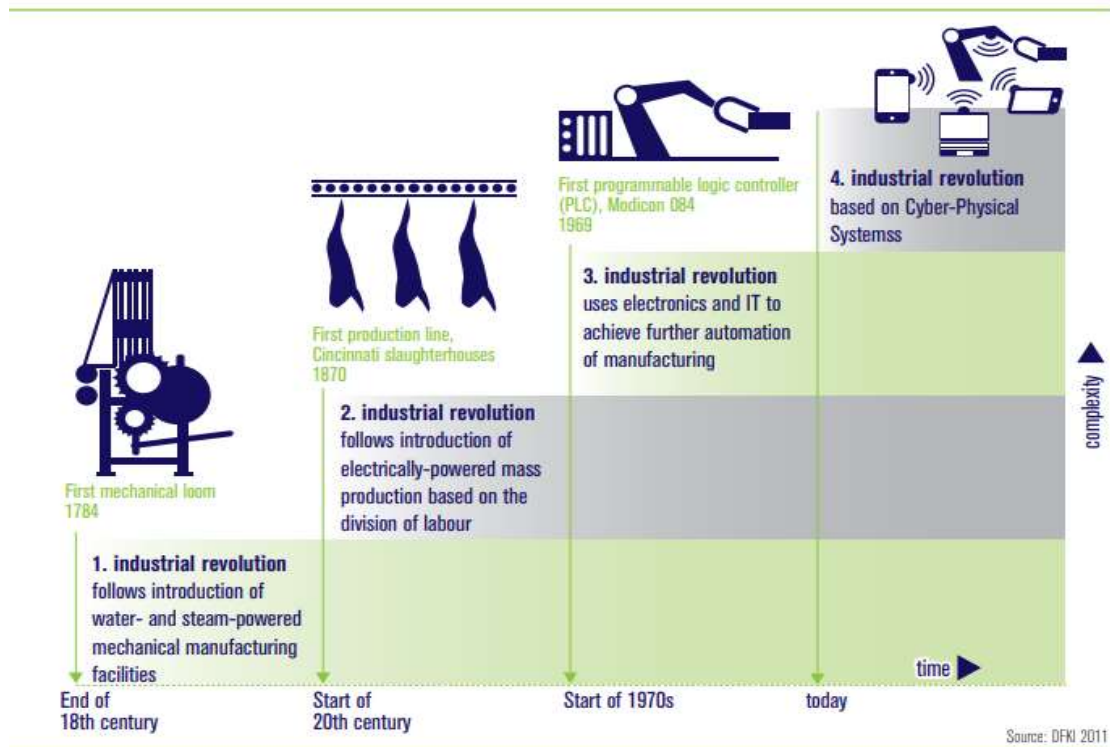 First mechanical loom
1784
1. industrial revolution
follows introduction of
water- and steam-powered
mechanical manufacturing
facilities
End of
18th century
First production line,
Cincinnati slaughterhouses
1870
2. industrial revolution
follows introduction of
electrically-powered mass
production based on the
division of labour
Start of
20th century
First programmable logic controller
(PLC), Modicon 084
1969
3. industrial revolution
uses electronics and IT to
achieve further automation
of manufacturing
Start of 1970s
4. industrial revolution
based on Cyber-Physical
Systemss
today
complexity
time
Source: DFKI 2011